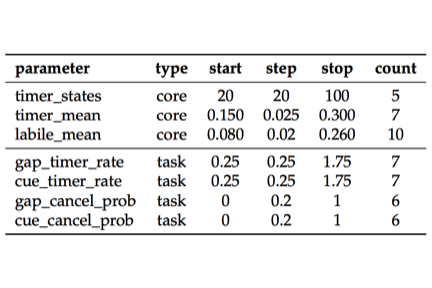 parameter type start step stop count
timer_states core 20 20 100 5
timer_mean core 0.150 0.025 0.300 7
labile_mean core 0.080 0.02 0.260 10
gap_timer_rate task 0.25 0.25 1.75 7
cue_timer_rate task 0.25 0.25 1.75 7
gap_cancel_prob task 0 0.2 1 6
cue_cancel_prob task 0 0.2 1 6